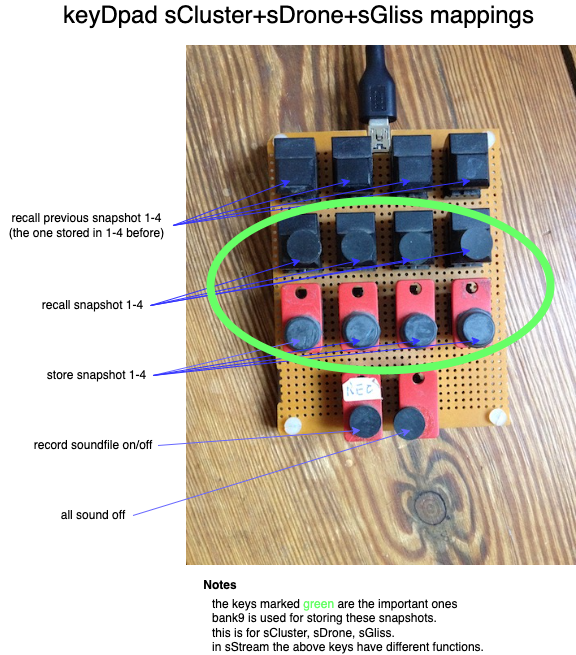 keyDpad sCluster+sDrone+sGliss mappings
recall previous snapshot 1-4
(the one stored in 1-4 before)
recall snapshot 1-4
store snapshot 1-4
REC
record soundfile on/off
all sound off
Notes
the keys marked green are the important ones
bank9 is used for storing these snapshots.
this is for sCluster, sDrone, sGliss.
in sStream the above keys have different functions.